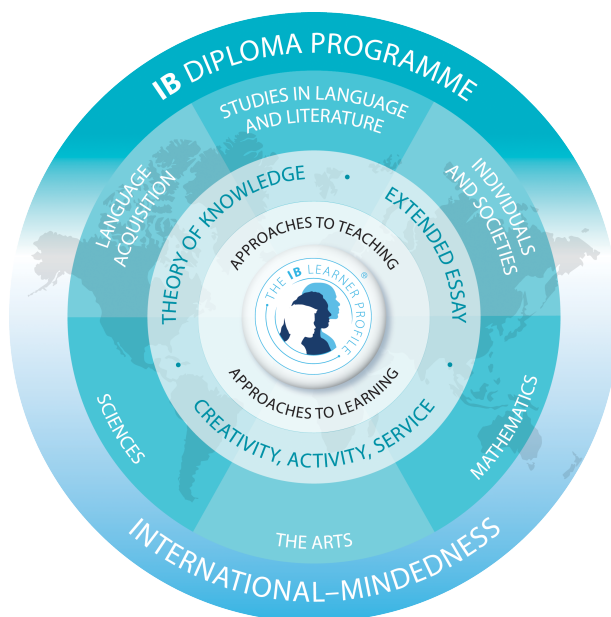 IB DIPLOMA PROGRAMME
STUDIES IN LANGUAGE
AND LITERATURE
LANGUAGE
ACQUISITION
INDIVIDUALS
AND SOCIETIES
THEORY OF KNOWLEDGE
•
EXTENDED ESSAY
APPROACHES TO TEACHING
THE IB LEARNER PROFILE
®
APPROACHES TO LEARNING
•
CREATIVITY, ACTIVITY, SERVICE
•
SCIENCES
MATHEMATICS
THE ARTS
INTERNATIONAL–MINDEDNESS